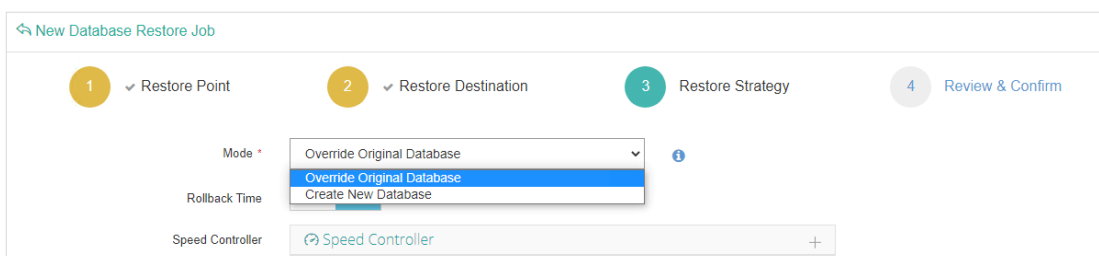 New Database Restore Job
1 Restore Point 2 Restore Destination 3 Restore Strategy 4 Review & Confirm
Mode * Override Original Database
Override Original Database
Create New Database
Rollback Time
Speed Controller Speed Controller